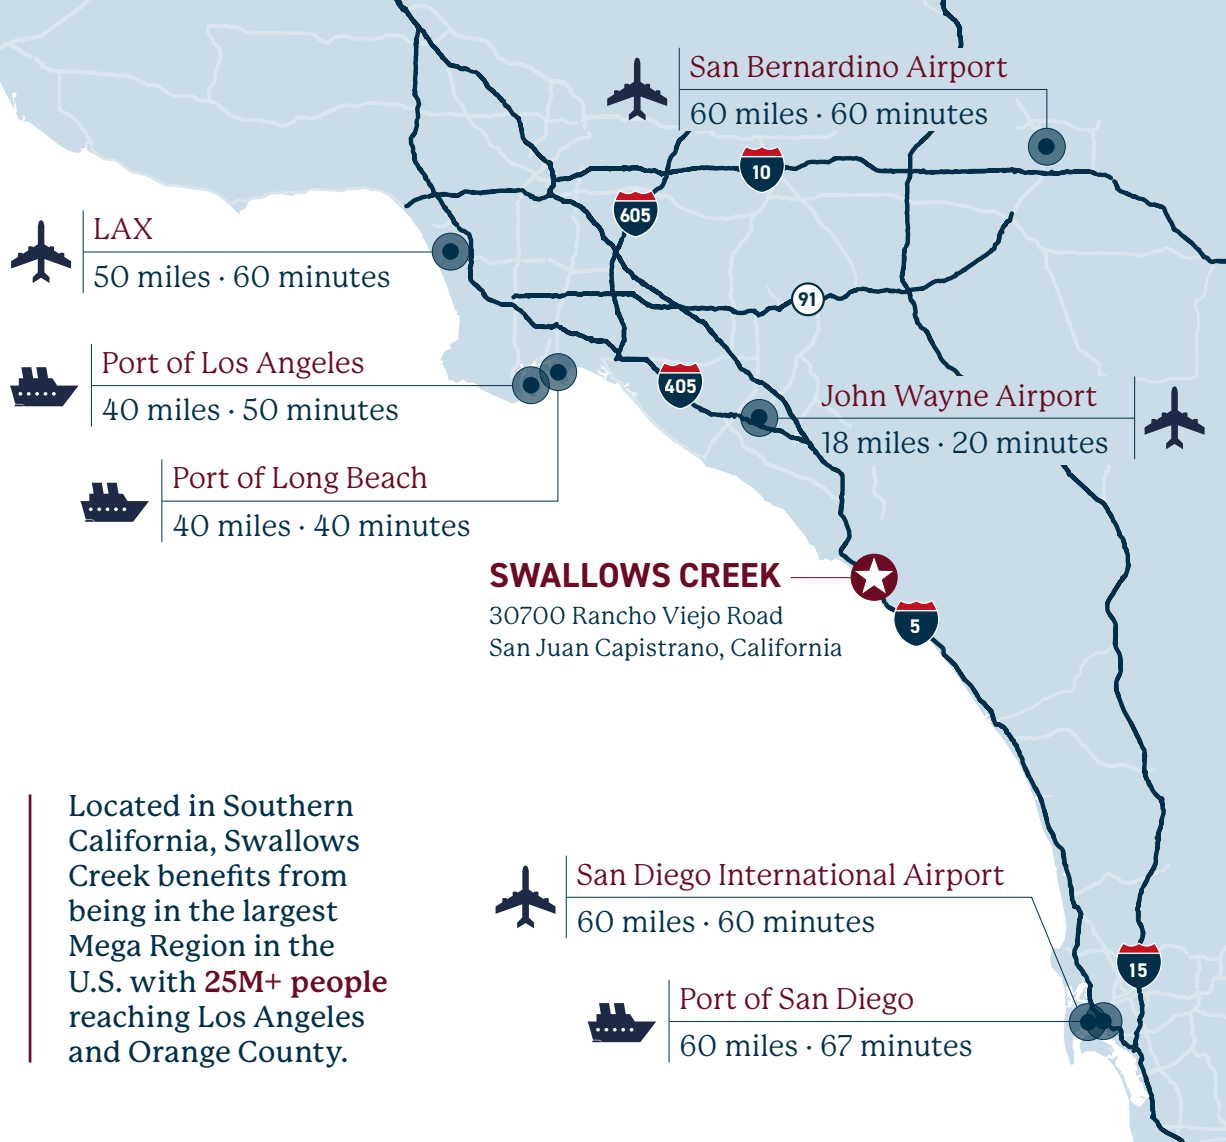 San Bernardino Airport
60 miles · 60 minutes
10
605
LAX
50 miles · 60 minutes
91
Port of Los Angeles
40 miles · 50 minutes
405
John Wayne Airport
18 miles · 20 minutes
Port of Long Beach
40 miles · 40 minutes
SWALLOWS CREEK
30700 Rancho Viejo Road
San Juan Capistrano, California
5
Located in Southern
California, Swallows
Creek benefits from
being in the largest
Mega Region in the
U.S. with 25M+ people
reaching Los Angeles
and Orange County.
San Diego International Airport
60 miles · 60 minutes
15
Port of San Diego
60 miles · 67 minutes